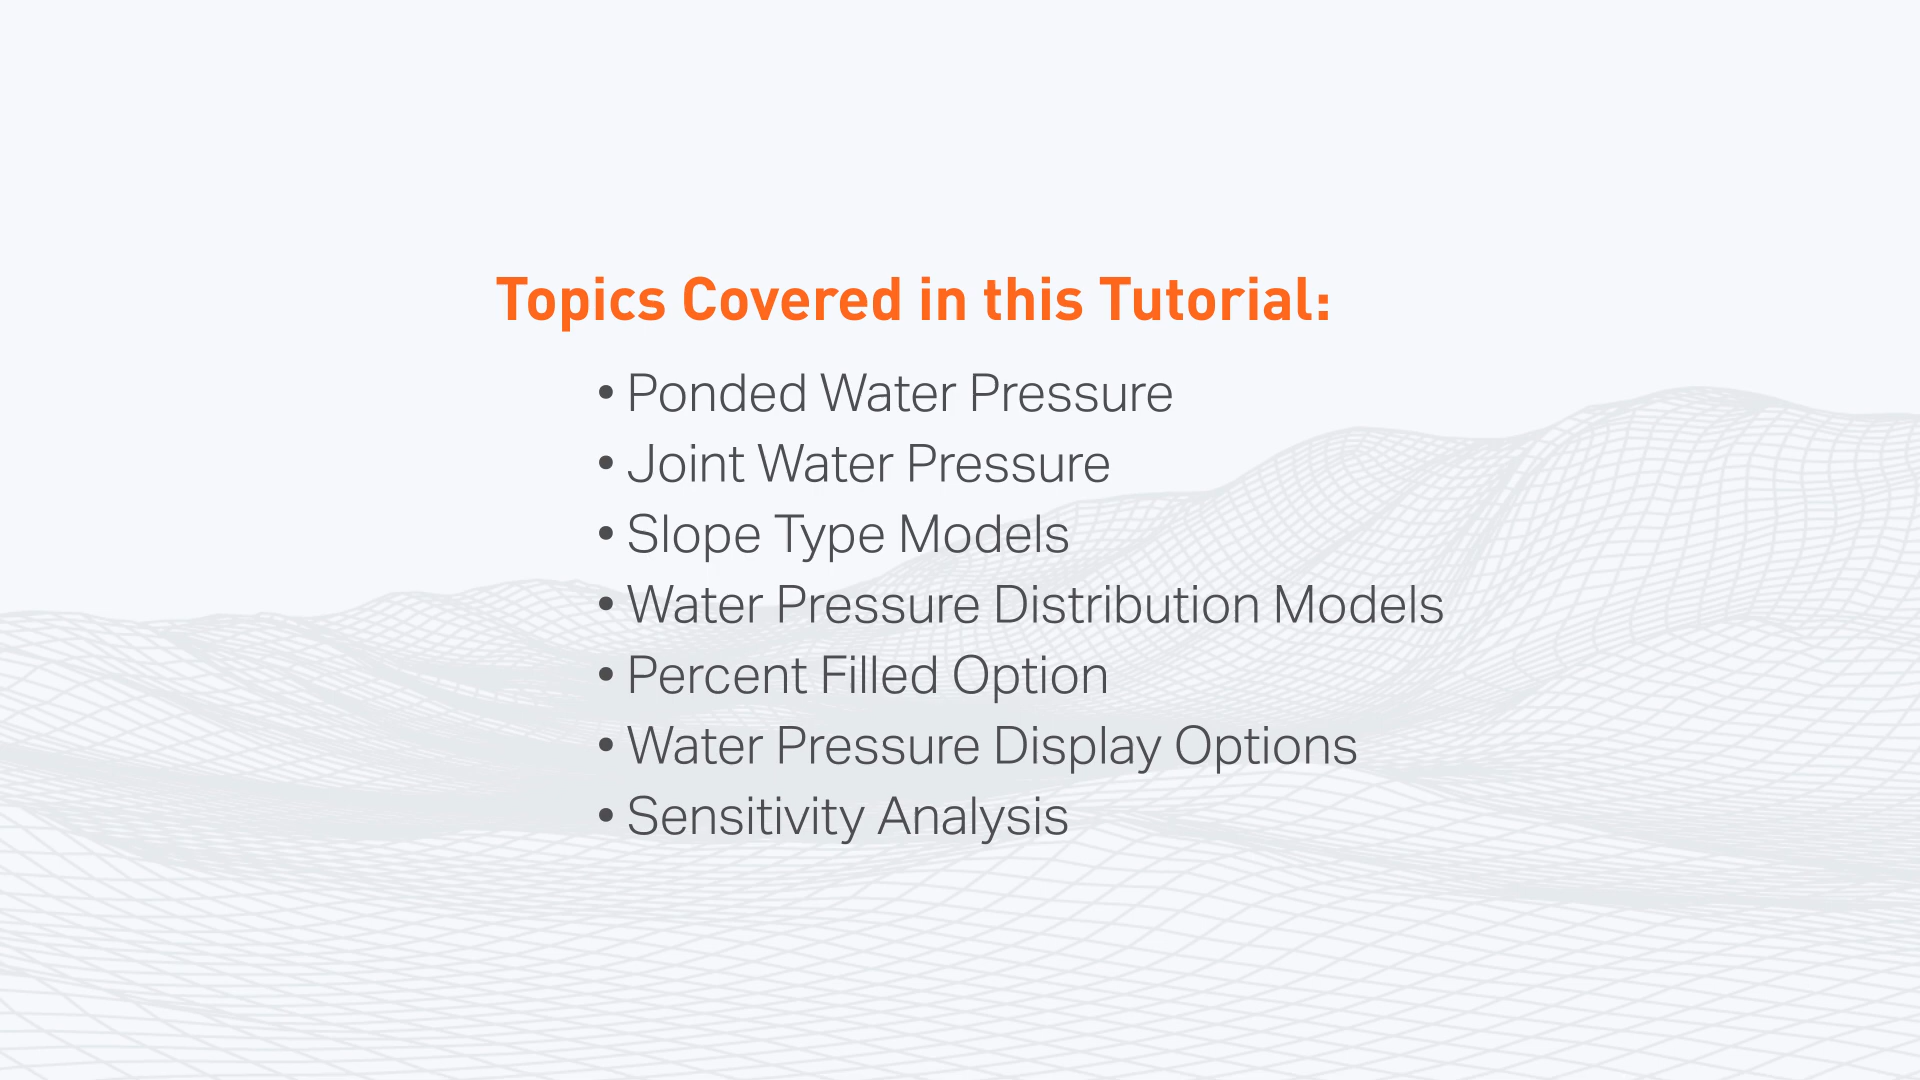 Topics Covered in this Tutorial:
• Ponded Water Pressure
• Joint Water Pressure
• Slope Type Models
• Water Pressure Distribution Models
• Percent Filled Option
• Water Pressure Display Options
• Sensitivity Analysis